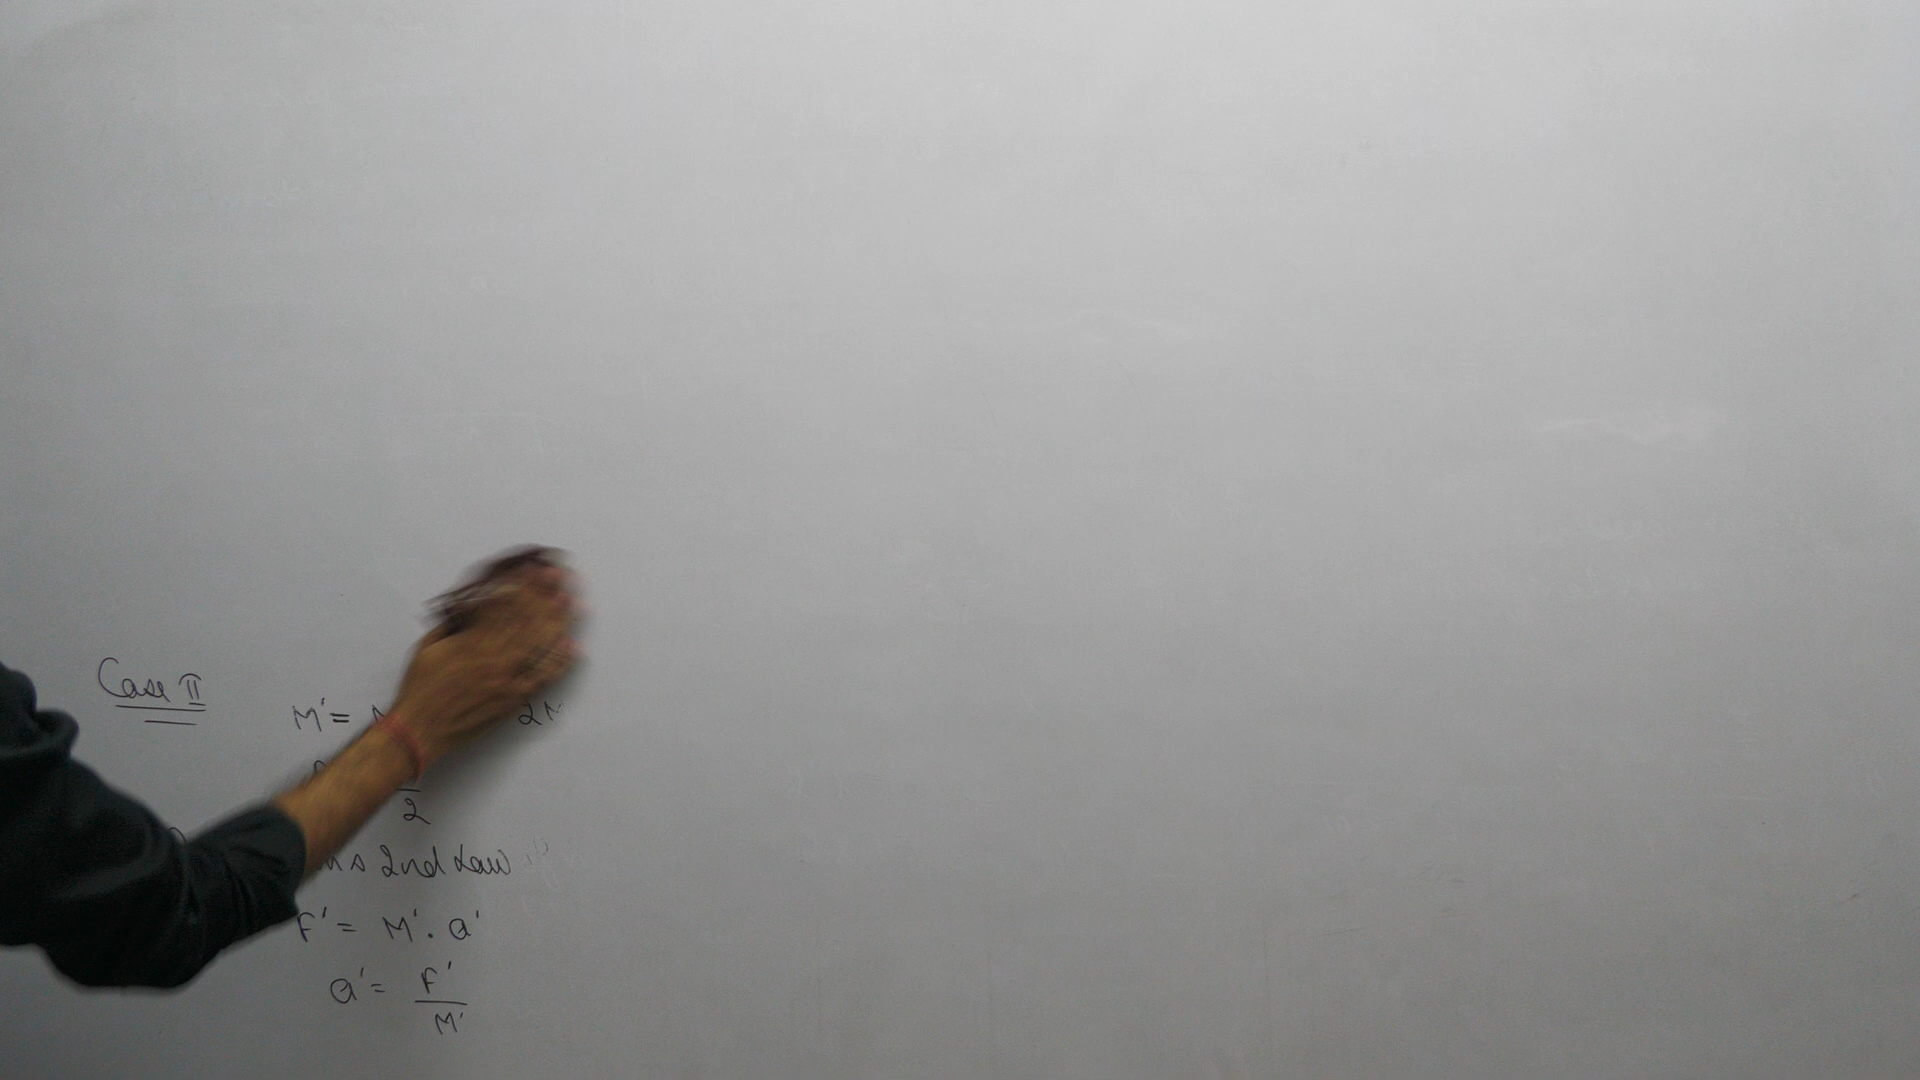 Case II
M' = 2M
2
2nd Law
F' = M' . a'
a' = F'
M'